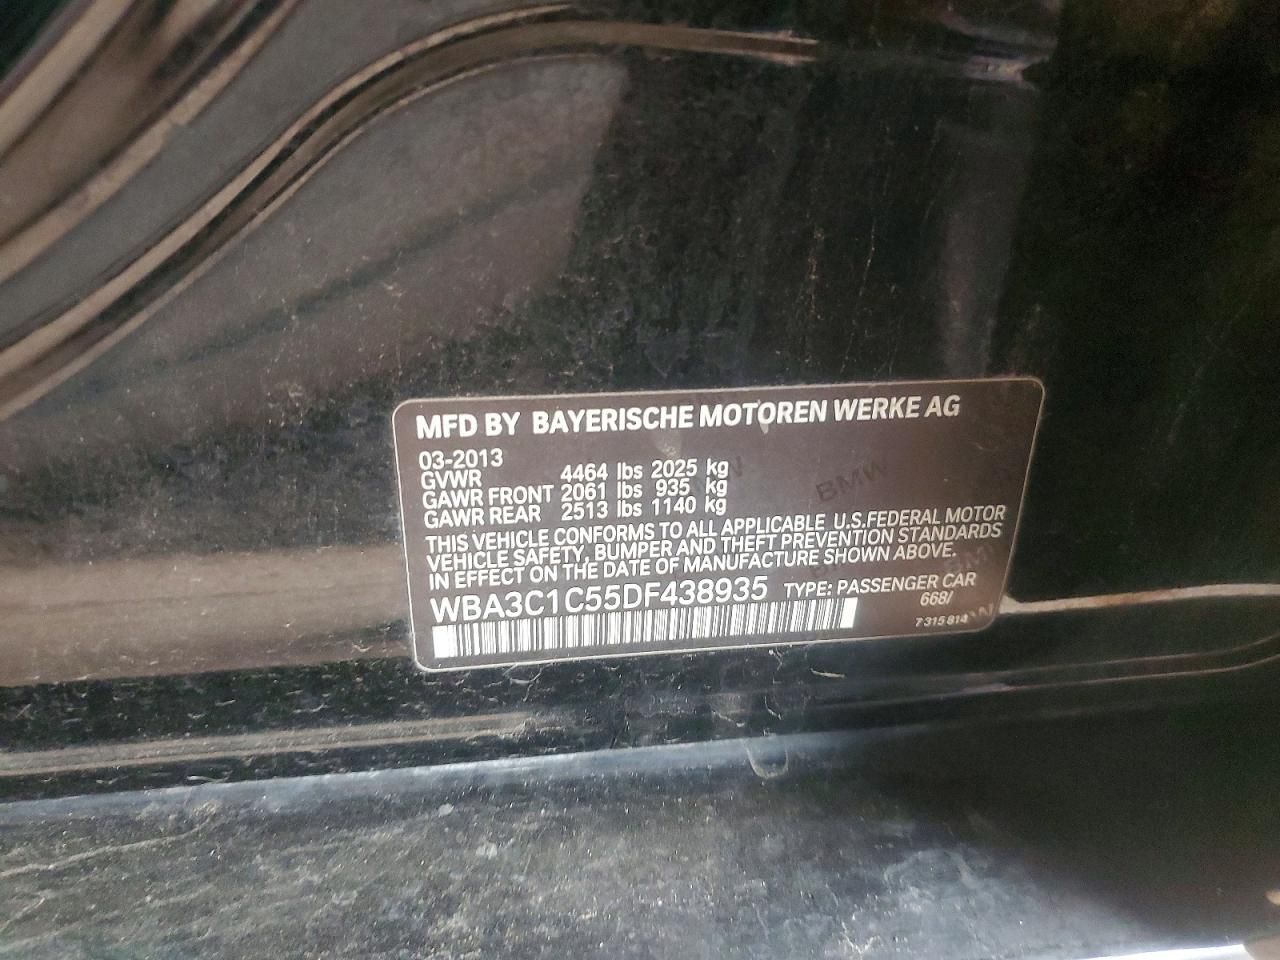 MFD BY BAYERISCHE MOTOREN WERKE AG
03-2013
GVWR 4464 lbs 2025 kg
GAWR FRONT 2061 lbs 935 kg
GAWR REAR 2513 lbs 1140 kg
THIS VEHICLE CONFORMS TO ALL APPLICABLE U.S.FEDERAL MOTOR
VEHICLE SAFETY, BUMPER AND THEFT PREVENTION STANDARDS
IN EFFECT ON THE DATE OF MANUFACTURE SHOWN ABOVE.
WBA3C1C55DF438935 TYPE: PASSENGER CAR
668/
7 315 814
BMW